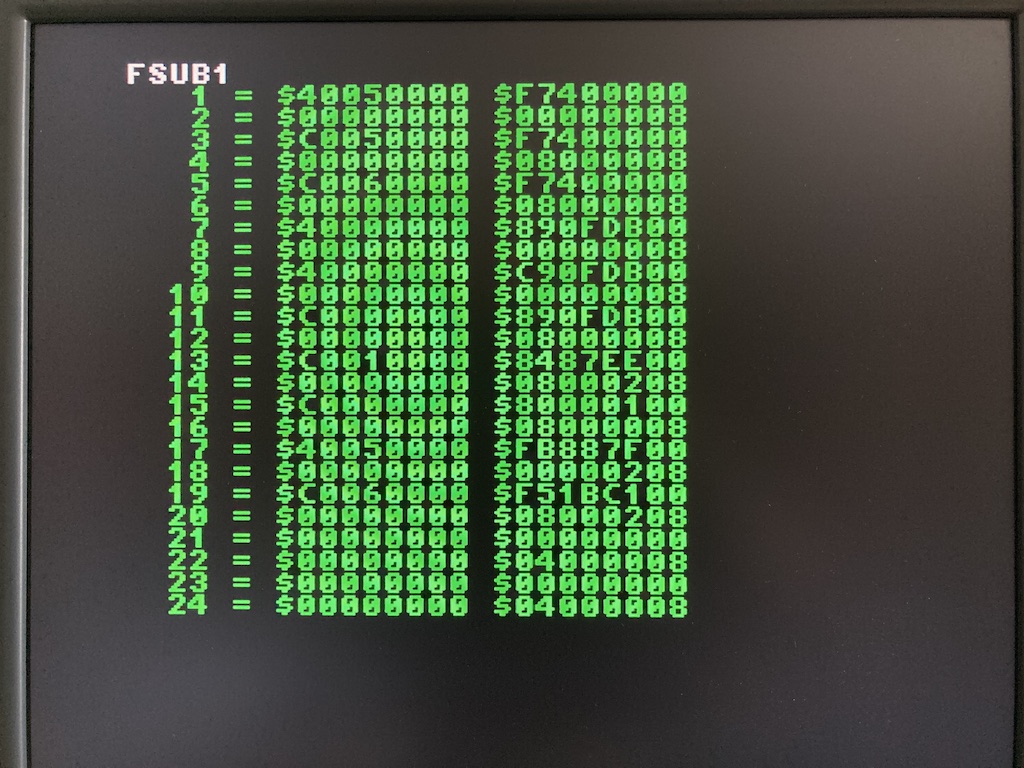 FSUB1
1 = $40050000 $F7400000
2 = $00000000 $00000008
3 = $C0050000 $F7400000
4 = $00000000 $08000008
5 = $C0060000 $F7400000
6 = $00000000 $08000008
7 = $40000000 $890FDB00
8 = $00000000 $00000008
9 = $40000000 $C90FDB00
10 = $00000000 $00000008
11 = $C0000000 $890FDB00
12 = $00000000 $08000008
13 = $C0010000 $8487EE00
14 = $00000000 $08000208
15 = $C0000000 $80000100
16 = $00000000 $08000008
17 = $40050000 $FB887F00
18 = $00000000 $00000208
19 = $C0060000 $F51BC100
20 = $00000000 $08000208
21 = $00000000 $00000000
22 = $00000000 $04000008
23 = $00000000 $00000000
24 = $00000000 $04000008